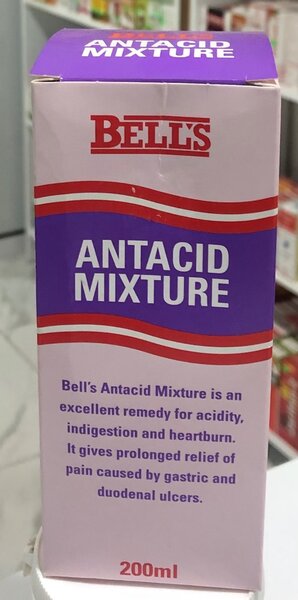 BELL'S
ANTACID
MIXTURE
BELL'S
ANTACID
MIXTURE
Bell's Antacid Mixture is an
excellent remedy for acidity,
indigestion and heartburn.
It gives prolonged relief of
pain caused by gastric and
duodenal ulcers.
200ml